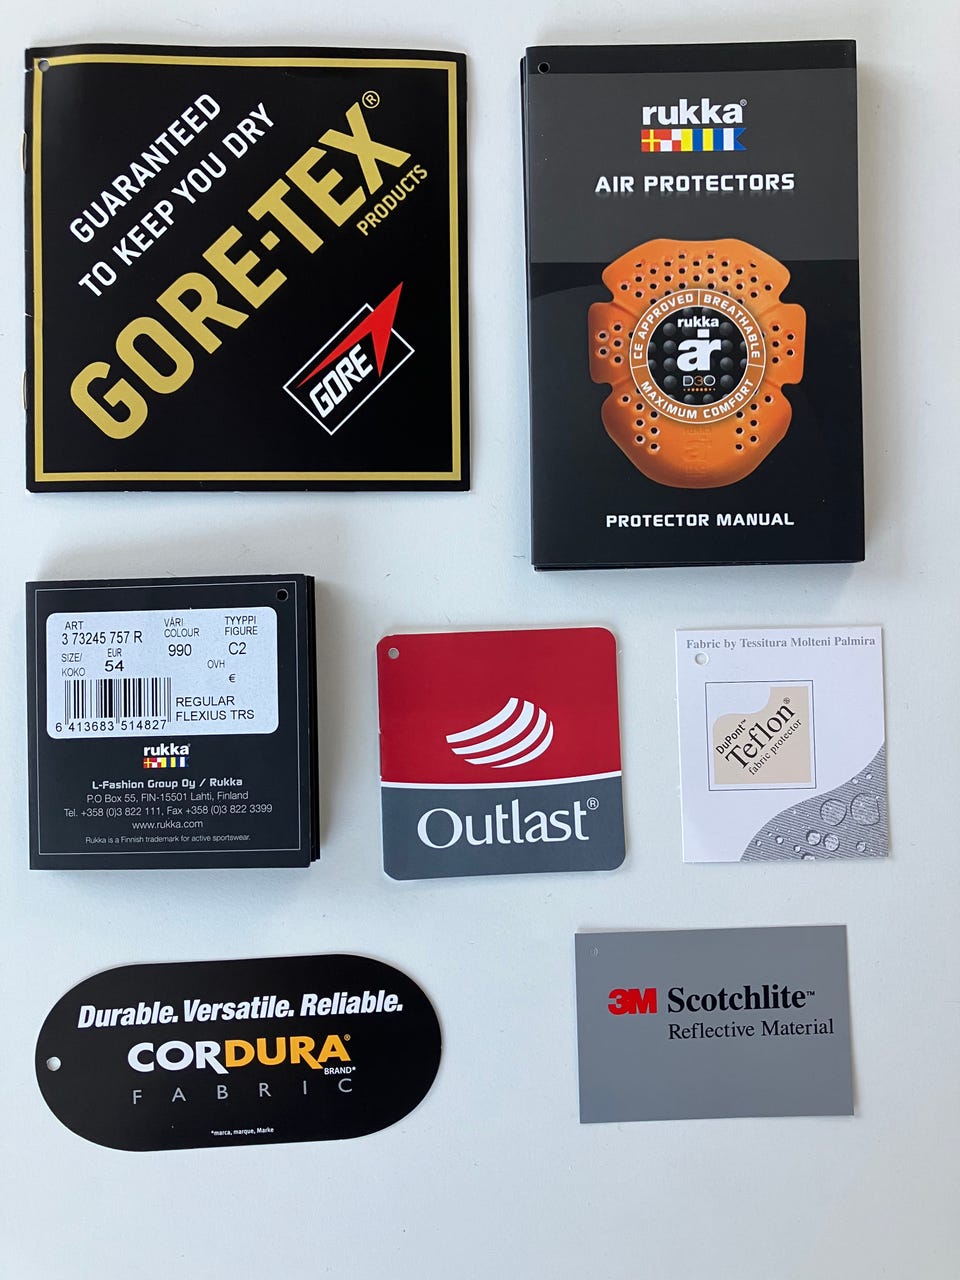 GUARANTEED
TO KEEP YOU DRY
GORE-TEX®
PRODUCTS
GORE
rukka®
AIR PROTECTORS
CE APPROVED | BREATHABLE
rukka
air
D3O
MAXIMUM COMFORT
PROTECTOR MANUAL
ART
3 73245 757 R
VÄRI
COLOUR
990
TYYPPI
FIGURE
C2
SIZE/
KOKO
EUR
54
OVH
€
6 413683 514827
REGULAR
FLEXIUS TRS
rukka
L-Fashion Group Oy / Rukka
P.O Box 55, FIN-15501 Lahti, Finland
Tel. +358 (0)3 822 111, Fax +358 (0)3 822 3399
www.rukka.com
Rukka is a Finnish trademark for active sportswear.
Outlast®
Fabric by Tessitura Molteni Palmira
DuPont™
Teflon®
fabric protector
Durable. Versatile. Reliable.
CORDURA®
BRAND*
FABRIC
*marca, marque, Marke
3M Scotchlite™
Reflective Material